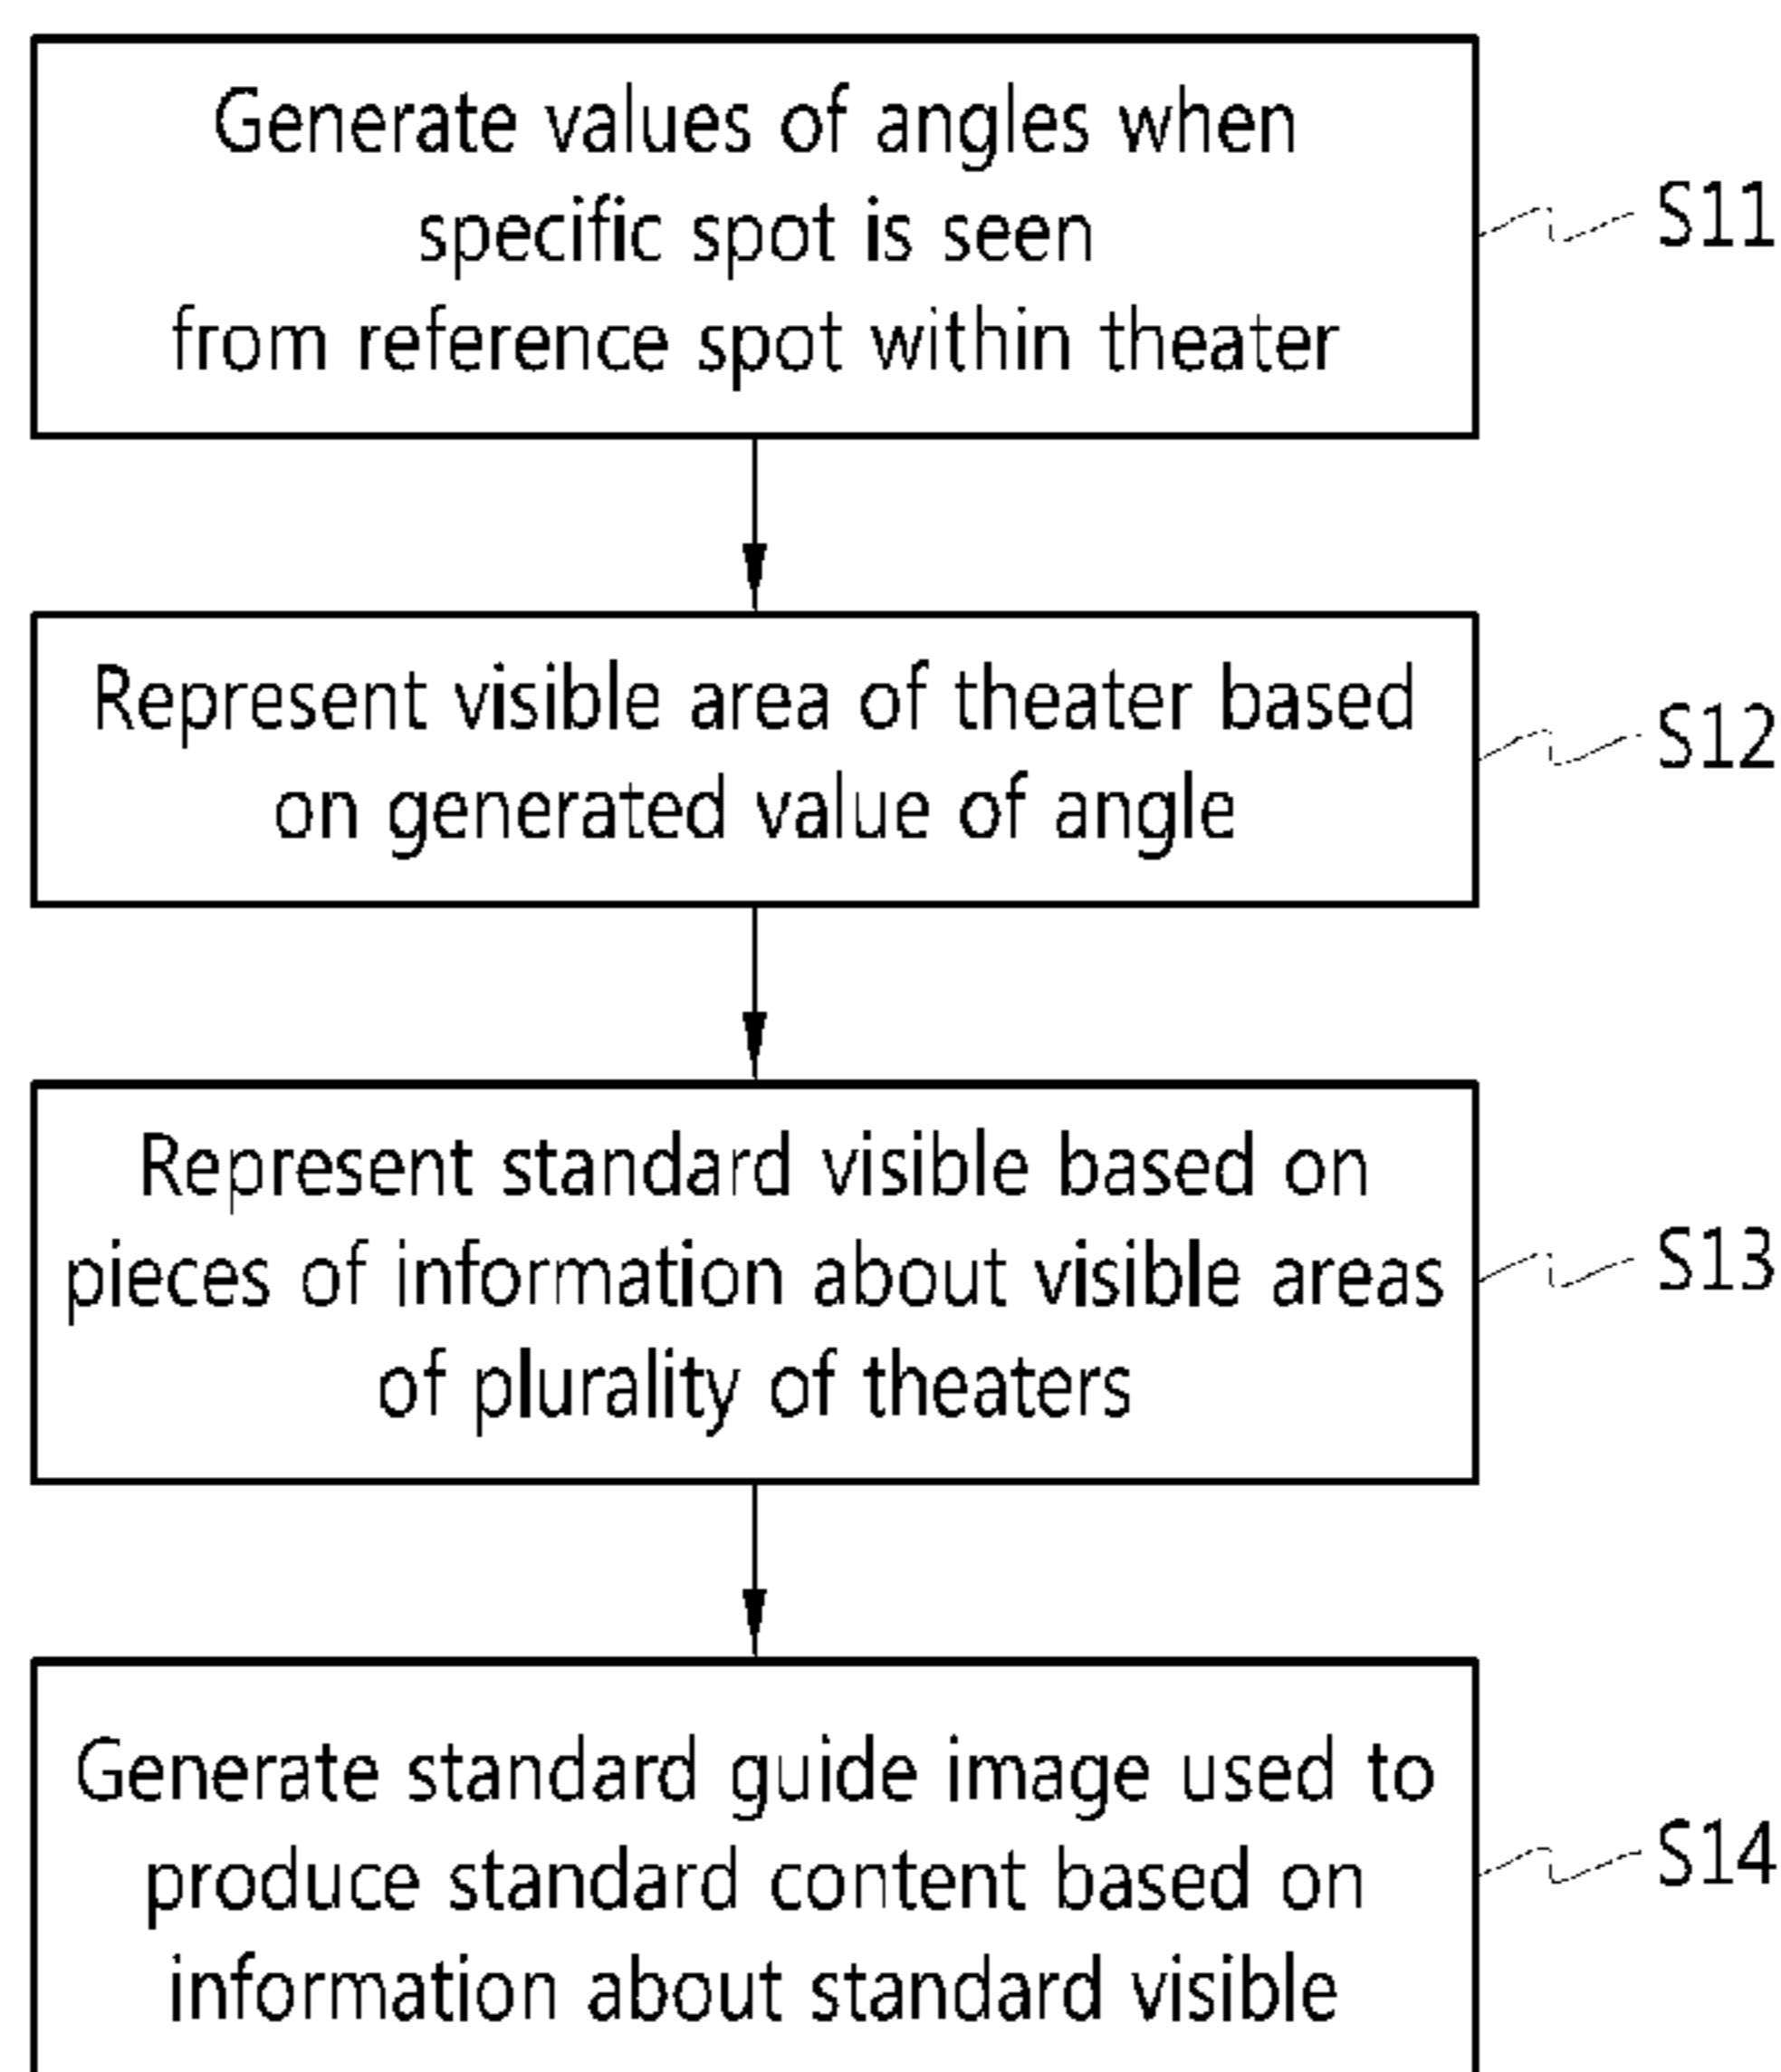 Generate values of angles when
specific spot is seen
from reference spot within theater
S11
Represent visible area of theater based
on generated value of angle
S12
Represent standard visible based on
pieces of information about visible areas
of plurality of theaters
S13
Generate standard guide image used to
produce standard content based on
information about standard visible
S14